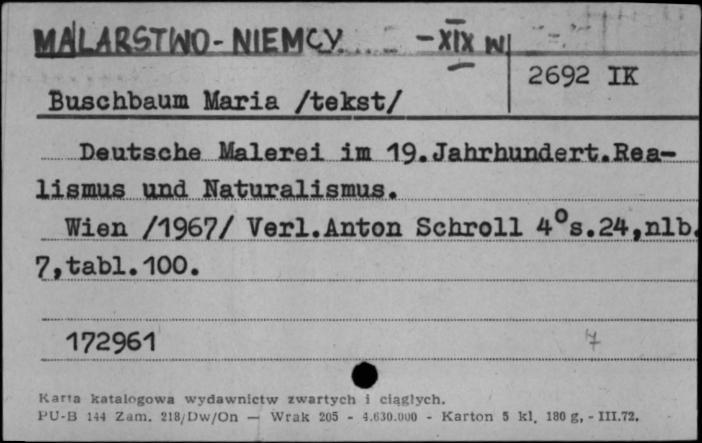 MALARSTWO-NIEMCY - XIX w
2692 IK
Buschbaum Maria /tekst/
Deutsche Malerei im 19.Jahrhundert.Rea-
lismus und Naturalismus.
Wien /1967/ Verl.Anton Schroll 4°s.24,nlb.
7,tabl.100.
172961 7
Karta katalogowa wydawnictw zwartych i ciągłych.
PU-B 144 Zam. 218/Dw/On — Wrak 205 - 4.630.000 - Karton 5 kl. 180 g, - III.72.